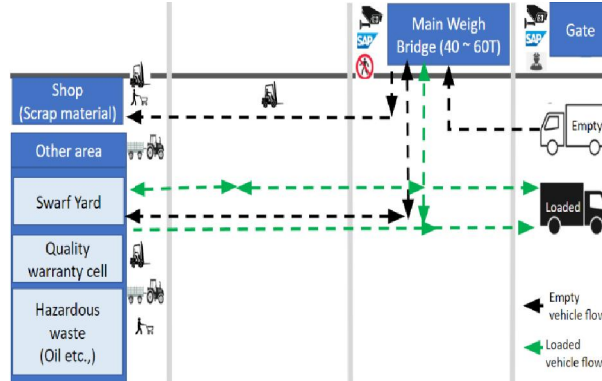 Main Weigh
Bridge (40 ~ 60T)
SAP
SAP
Gate
Shop
(Scrap material)
Empty
Other area
Swarf Yard
Loaded
Quality
warranty cell
Hazardous
waste
(Oil etc.,)
Empty
vehicle flow
Loaded
vehicle flow